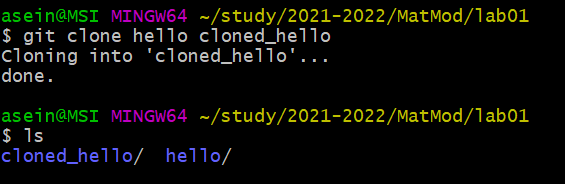 asein@MSI MINGW64 ~/study/2021-2022/MatMod/lab01
$ git clone hello cloned_hello
Cloning into 'cloned_hello'...
done.
asein@MSI MINGW64 ~/study/2021-2022/MatMod/lab01
$ ls
cloned_hello/  hello/